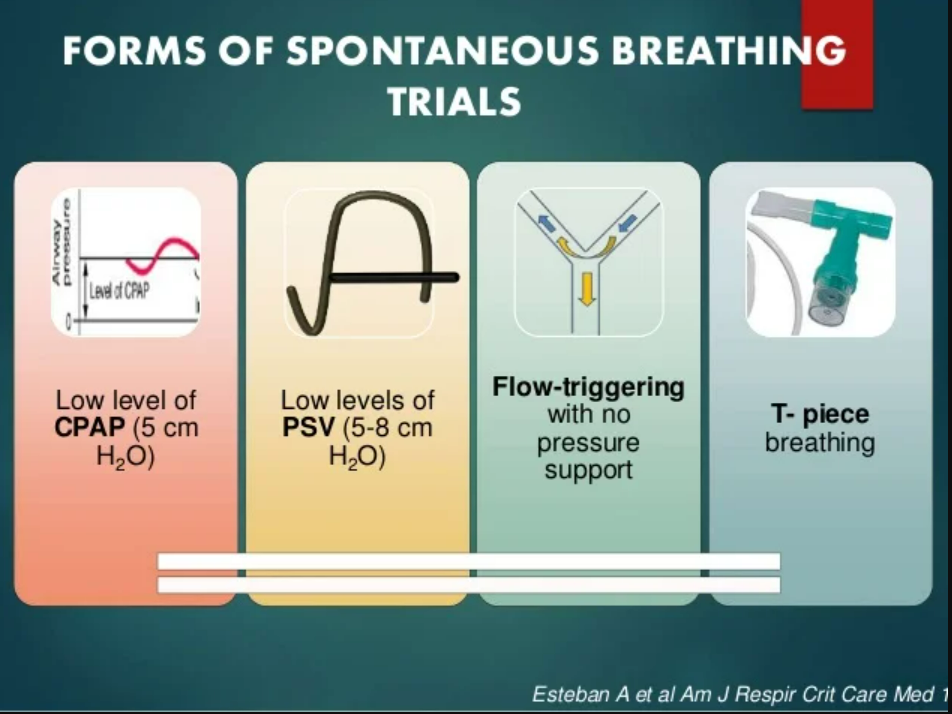 FORMS OF SPONTANEOUS BREATHING
TRIALS
Airway
pressure
Level of CPAP
0
Low level of
CPAP (5 cm
H₂O)
Low levels of
PSV (5-8 cm
H₂O)
Flow-triggering
with no
pressure
support
T- piece
breathing
Esteban A et al Am J Respir Crit Care Med 1